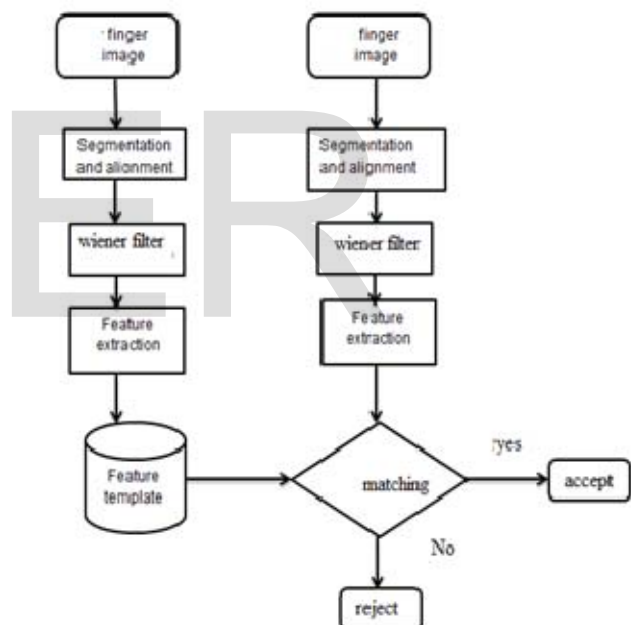 finger
image
finger
image
Segmentation
and alignment
Segmentation
and alignment
wiener filter
wiener filter
Feature
extraction
Feature
extraction
Feature
template
matching
yes
accept
No
reject
ER